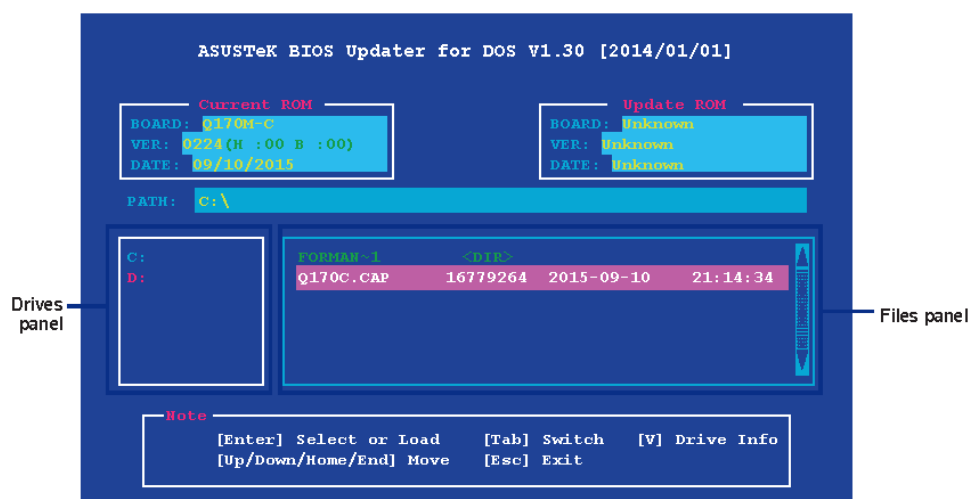 ASUSTeK BIOS Updater for DOS V1.30 [2014/01/01]
Current ROM
BOARD: Q170M-C
VER: 0224(H :00 B :00)
DATE: 09/10/2015
Update ROM
BOARD: Unknown
VER: Unknown
DATE: Unknown
PATH: C:\
C:
D:
FORMAN~1 <DIR>
Q170C.CAP 16779264 2015-09-10 21:14:34
Drives
panel
Files panel
Note
[Enter] Select or Load [Tab] Switch [V] Drive Info
[Up/Down/Home/End] Move [Esc] Exit